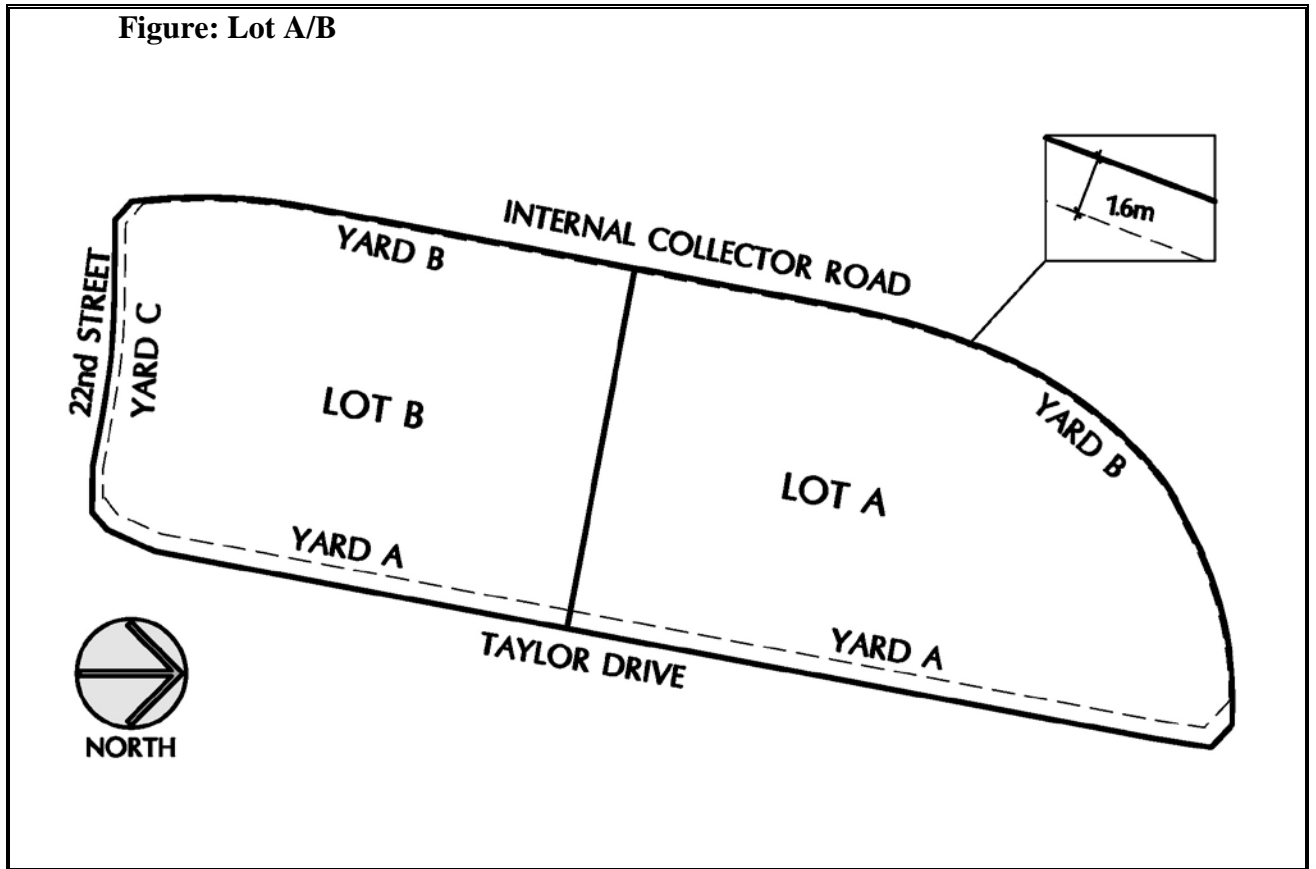 Figure: Lot A/B
1.6m
INTERNAL COLLECTOR ROAD
YARD B
22nd STREET
YARD C
LOT B
YARD B
LOT A
YARD A
YARD A
TAYLOR DRIVE
NORTH